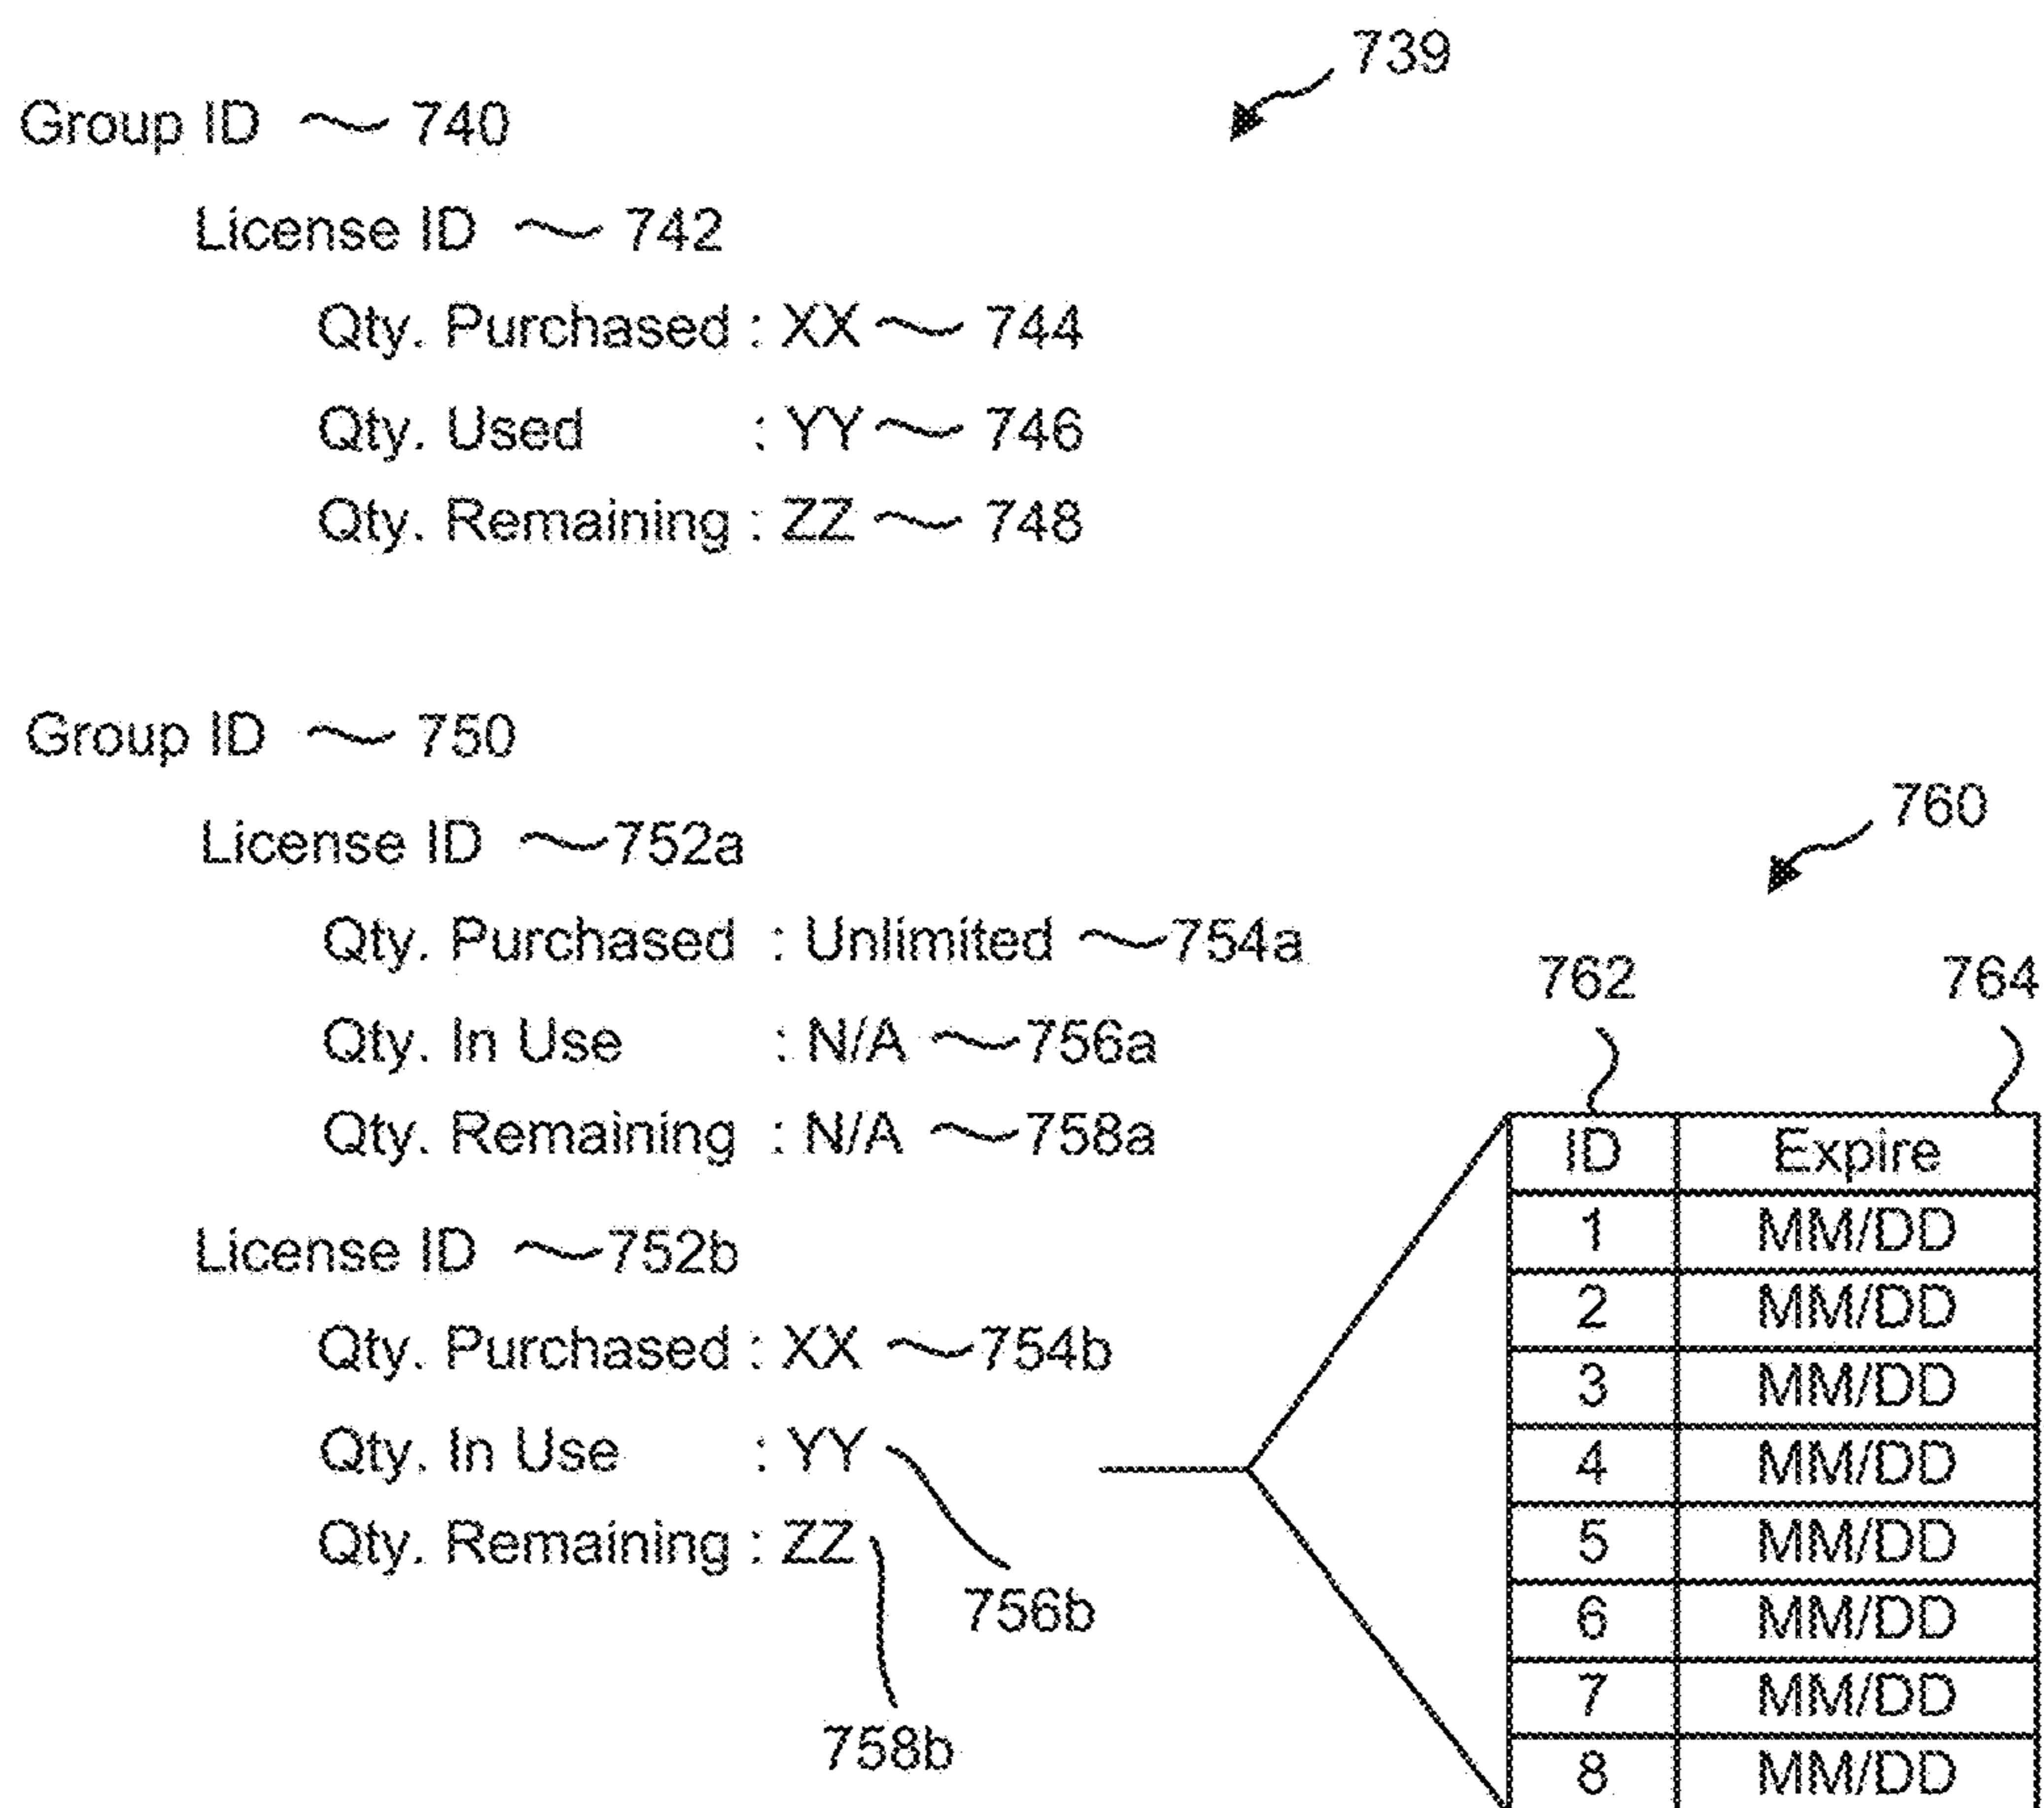 739
Group ID 740
License ID 742
Qty. Purchased : XX 744
Qty. Used : YY 746
Qty. Remaining : ZZ 748
Group ID 750
760
License ID 752a
Qty. Purchased : Unlimited 754a
762 764
Qty. In Use : N/A 756a
Qty. Remaining : N/A 758a
ID Expire
1 MM/DD
License ID 752b
2 MM/DD
Qty. Purchased : XX 754b
3 MM/DD
Qty. In Use : YY
4 MM/DD
Qty. Remaining : ZZ
5 MM/DD
756b
6 MM/DD
7 MM/DD
758b
8 MM/DD